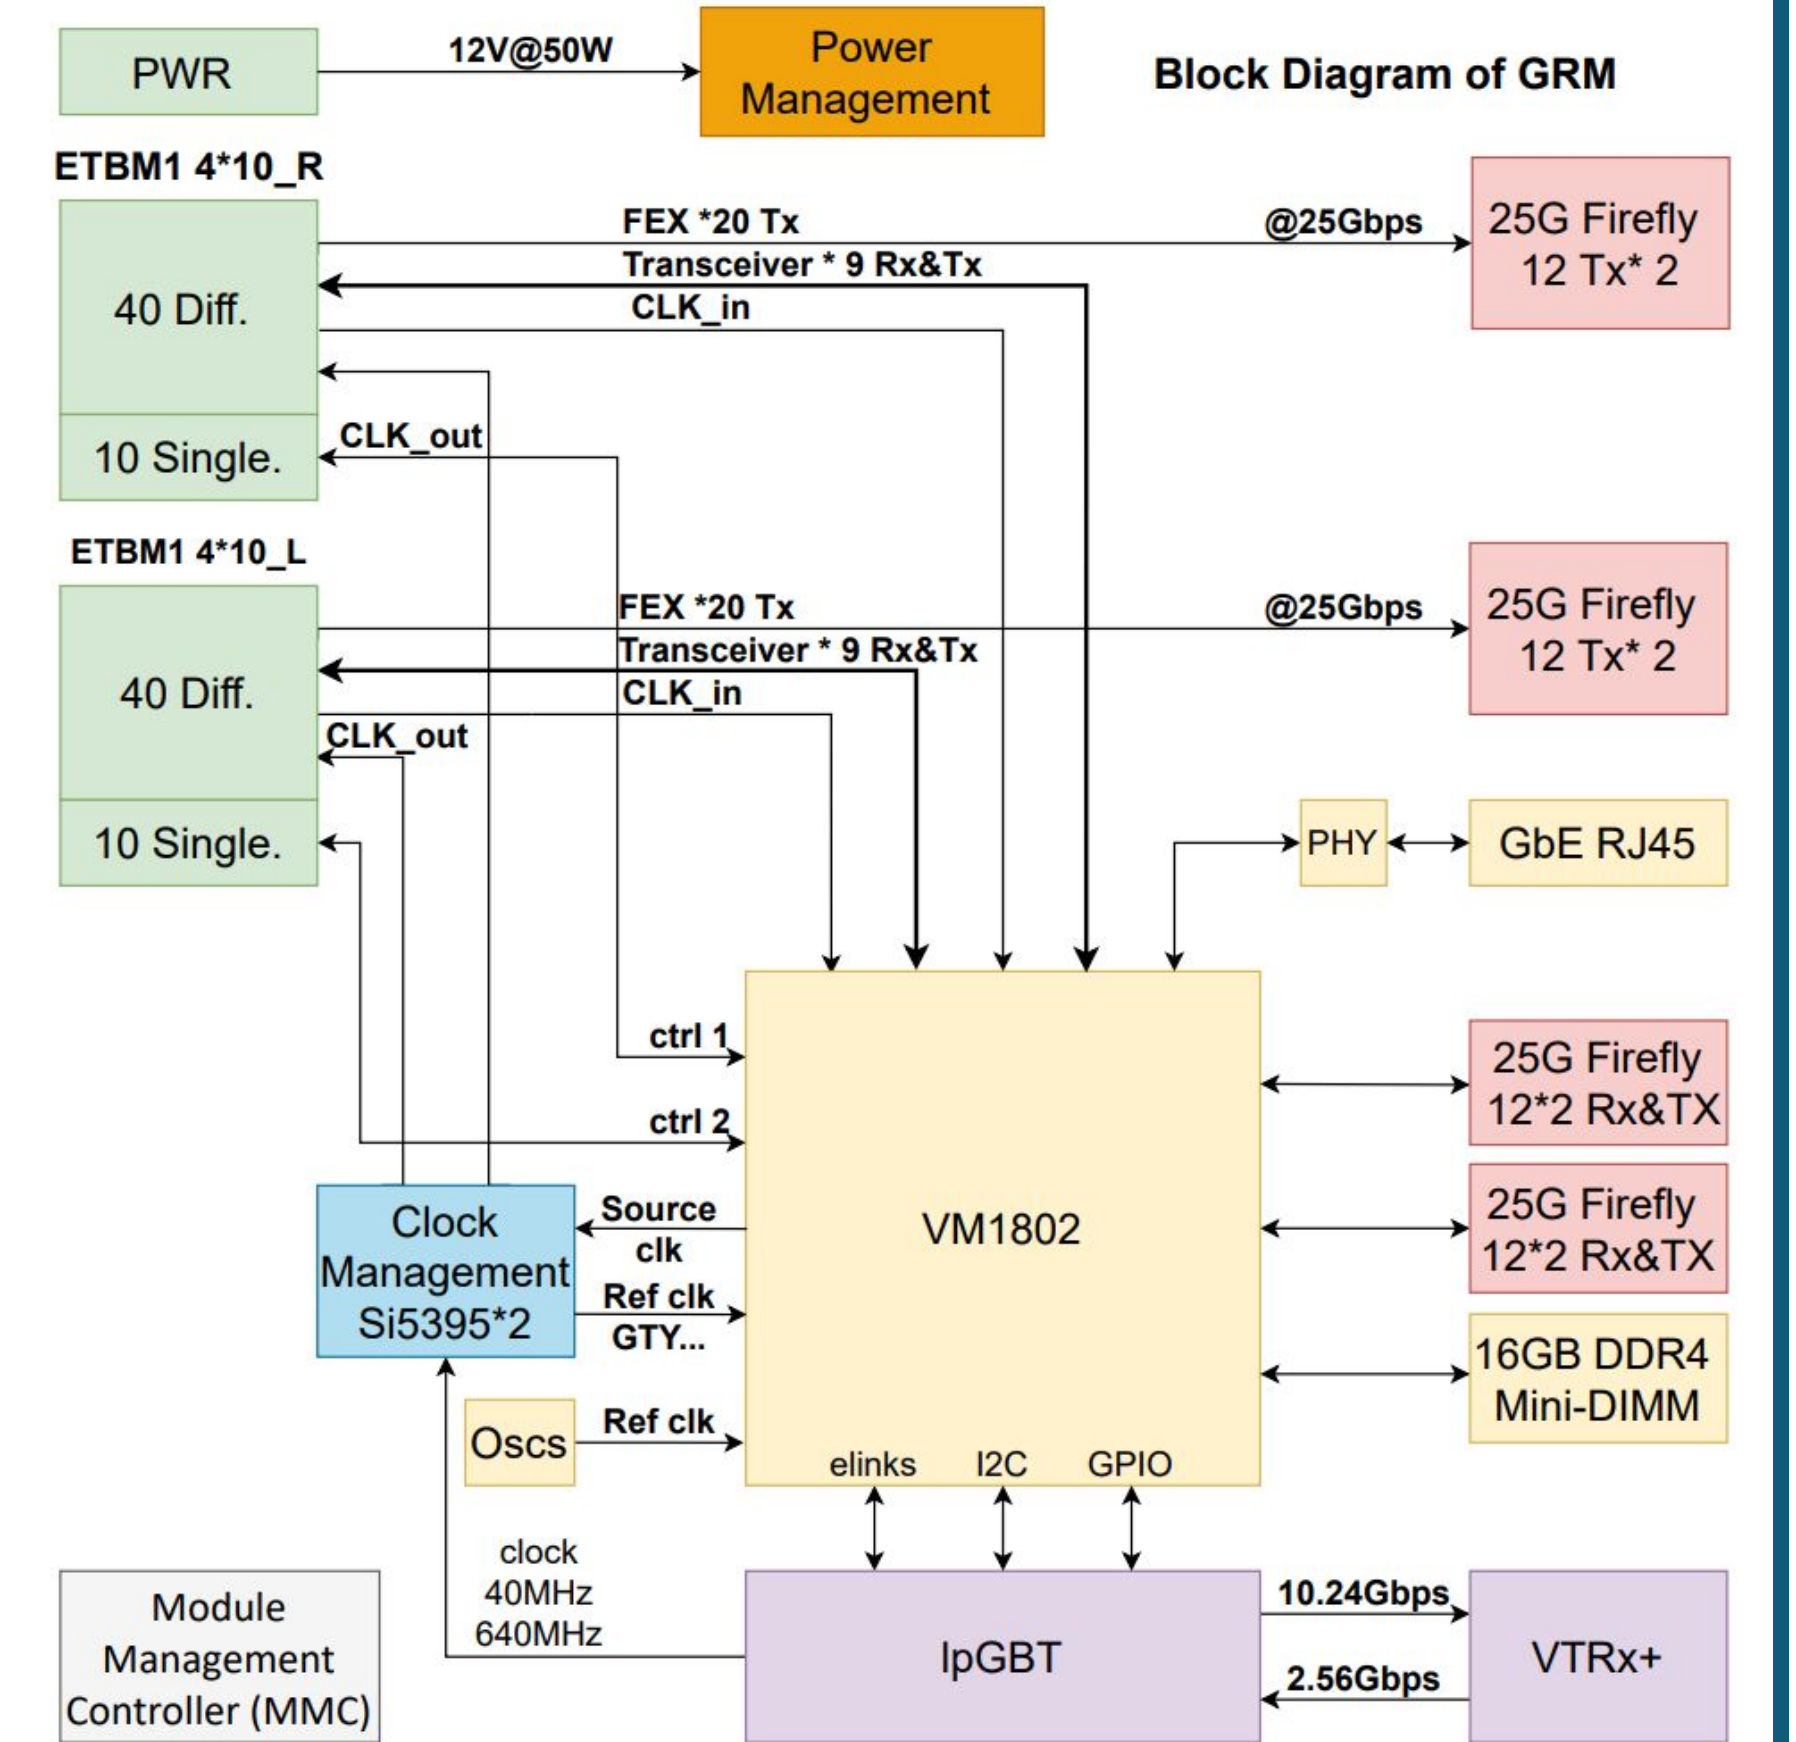 PWR
12V@50W
Power
Management
Block Diagram of GRM
ETBM1 4*10_R
40 Diff.
10 Single.
FEX *20 Tx
@25Gbps
Transceiver * 9 Rx&Tx
CLK_in
CLK_out
25G Firefly
12 Tx* 2
ETBM1 4*10_L
40 Diff.
10 Single.
FEX *20 Tx
@25Gbps
Transceiver * 9 Rx&Tx
CLK_in
CLK_out
25G Firefly
12 Tx* 2
PHY
GbE RJ45
ctrl 1
ctrl 2
VM1802
25G Firefly
12*2 Rx&TX
25G Firefly
12*2 Rx&TX
16GB DDR4
Mini-DIMM
Clock
Management
Si5395*2
Source
clk
Ref clk
GTY...
Oscs
Ref clk
elinks
I2C
GPIO
clock
40MHz
640MHz
Module
Management
Controller (MMC)
lpGBT
10.24Gbps
2.56Gbps
VTRx+